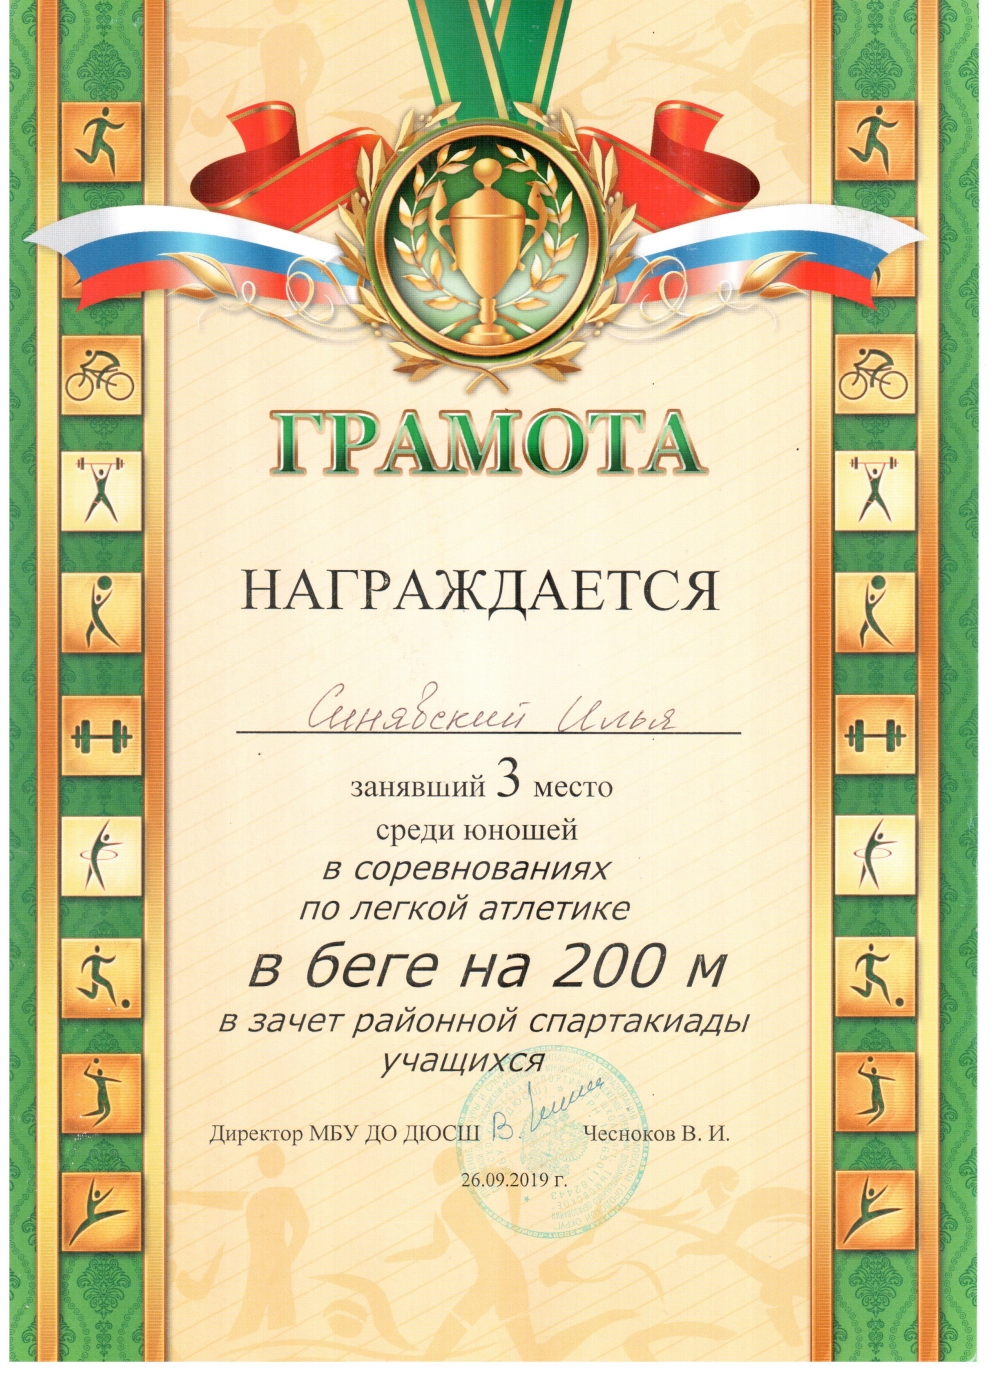 ГРАМОТА
НАГРАЖДАЕТСЯ
Синявский Илья
занявший 3 место
среди юношей
в соревнованиях
по легкой атлетике
в беге на 200 м
в зачет районной спартакиады
учащихся
Директор МБУ ДО ДЮСШ Чесноков В. И.
26.09.2019 г.